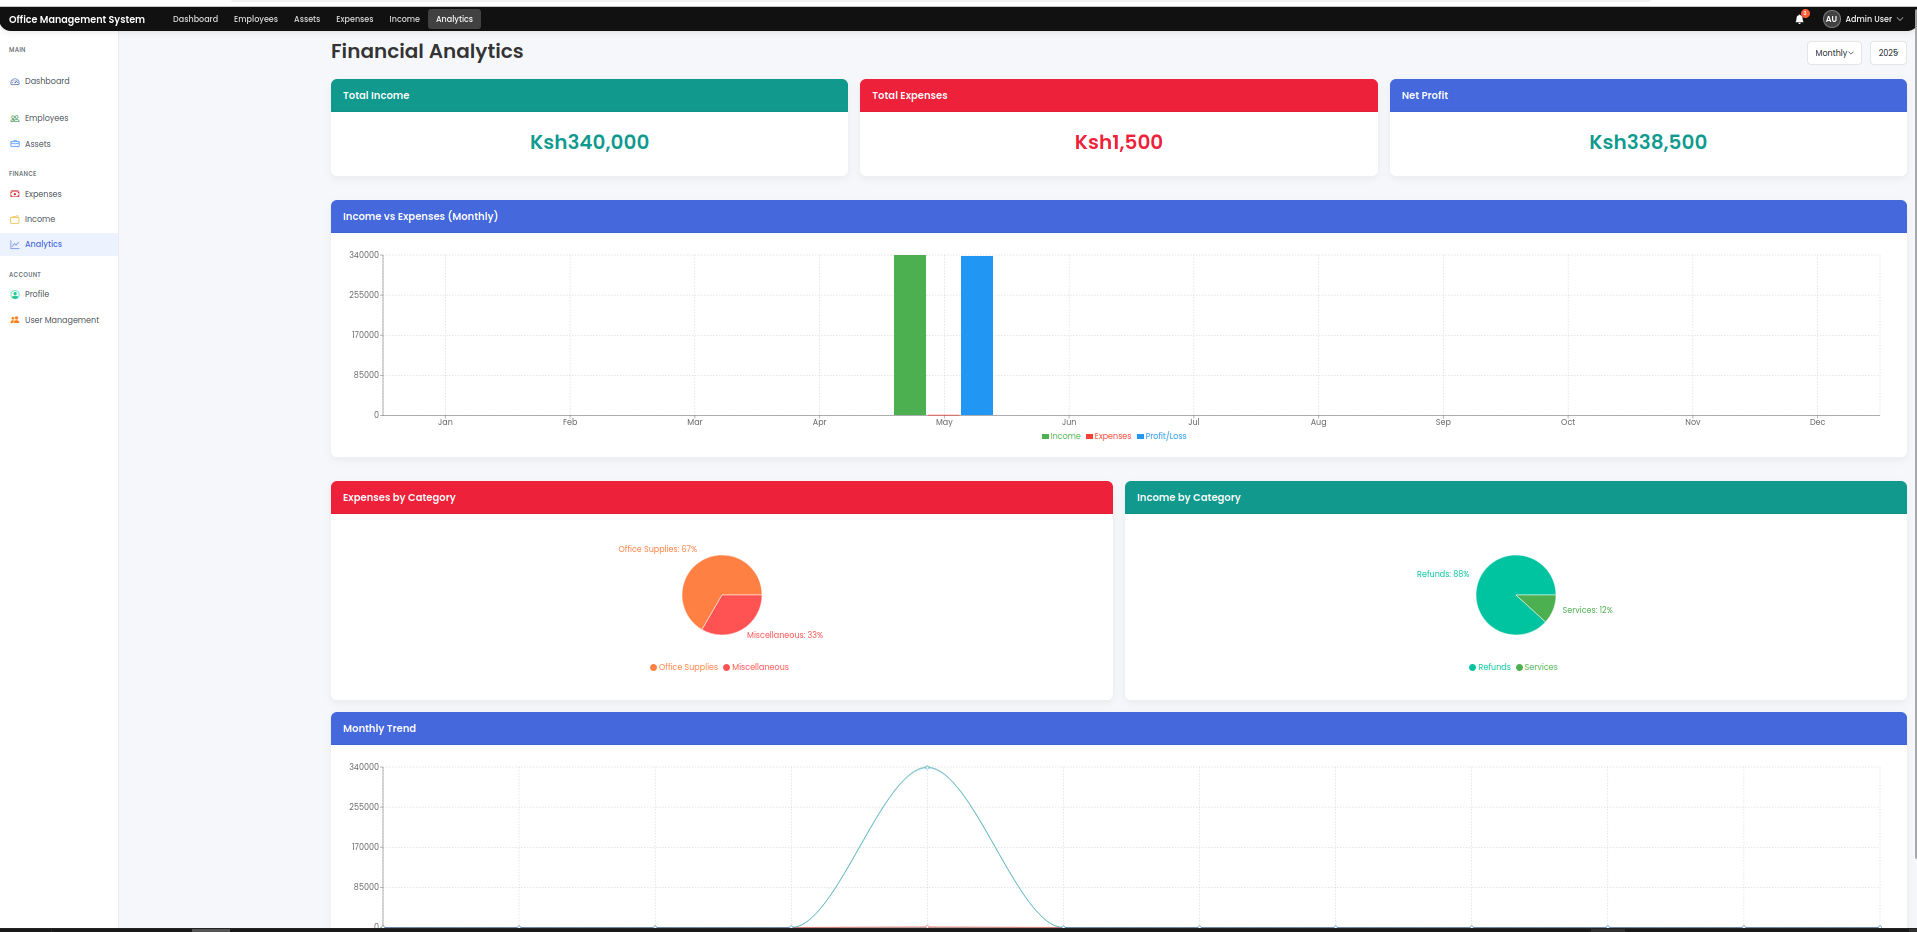 Office Management System Dashboard Employees Assets Expenses Income Analytics AU Admin User
MAIN
Dashboard
Employees
Assets
FINANCE
Expenses
Income
Analytics
ACCOUNT
Profile
User Management
Financial Analytics
Monthly 2025
Total Income
Ksh340,000
Total Expenses
Ksh1,500
Net Profit
Ksh338,500
Income vs Expenses (Monthly)
340000
255000
170000
85000
0
Jan Feb Mar Apr May Jun Jul Aug Sep Oct Nov Dec
Income Expenses Profit/Loss
Expenses by Category
Office Supplies: 67%
Miscellaneous: 33%
Office Supplies Miscellaneous
Income by Category
Refunds: 88%
Services: 12%
Refunds Services
Monthly Trend
340000
255000
170000
85000
0